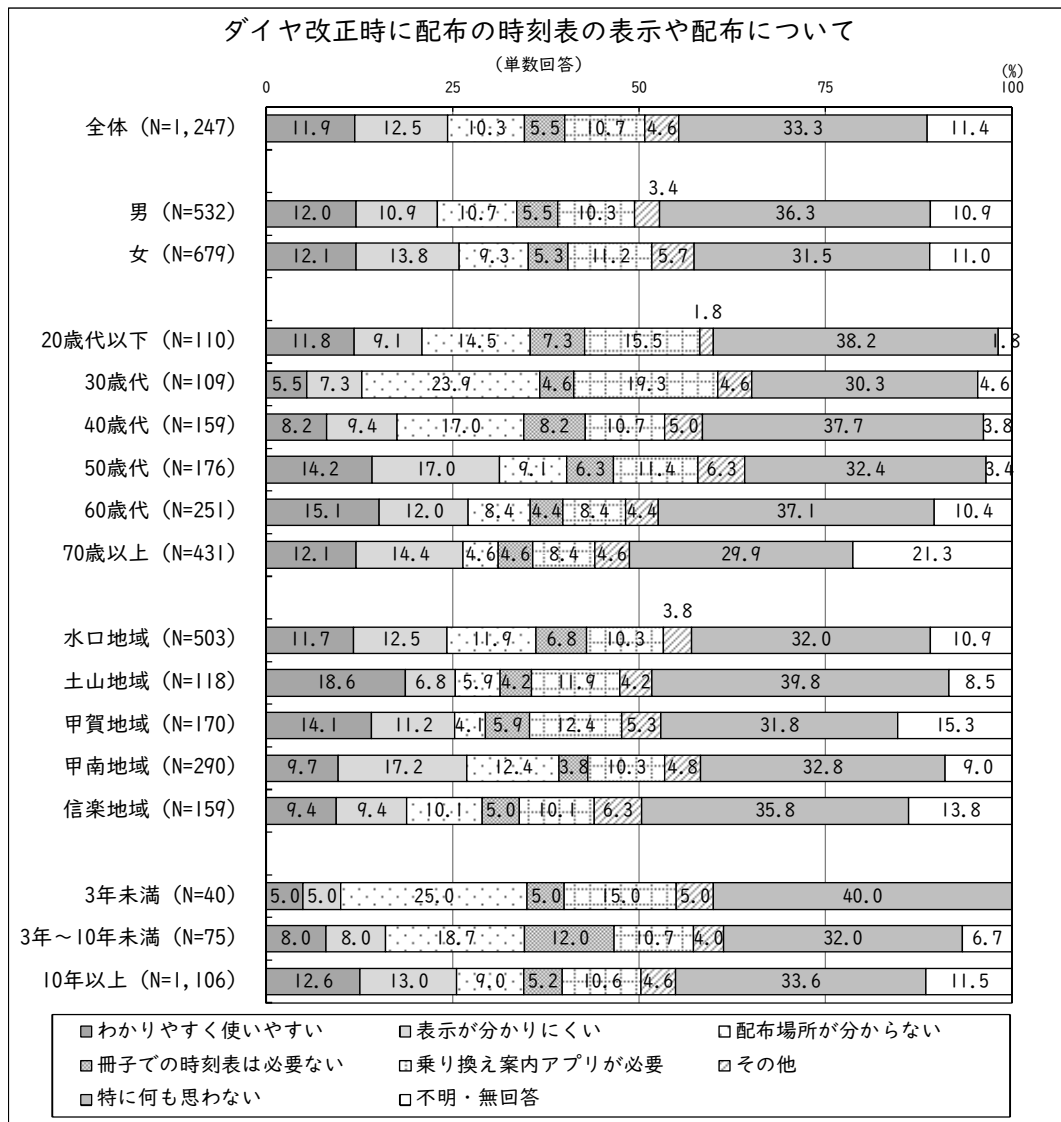 ダイヤ改正時に配布の時刻表の表示や配布について
(単数回答)
(%)
0 25 50 75 100
全体 (N=1,247) 11.9 12.5 10.3 5.5 10.7 4.6 33.3 11.4
3.4
男 (N=532) 12.0 10.9 10.7 5.5 10.3 36.3 10.9
女 (N=679) 12.1 13.8 9.3 5.3 11.2 5.7 31.5 11.0
1.8
20歳代以下 (N=110) 11.8 9.1 14.5 7.3 15.5 38.2 1.8
30歳代 (N=109) 5.5 7.3 23.9 4.6 19.3 4.6 30.3 4.6
40歳代 (N=159) 8.2 9.4 17.0 8.2 10.7 5.0 37.7 3.8
50歳代 (N=176) 14.2 17.0 9.1 6.3 11.4 6.3 32.4 3.4
60歳代 (N=251) 15.1 12.0 8.4 4.4 8.4 4.4 37.1 10.4
70歳以上 (N=431) 12.1 14.4 4.6 4.6 8.4 4.6 29.9 21.3
3.8
水口地域 (N=503) 11.7 12.5 11.9 6.8 10.3 32.0 10.9
土山地域 (N=118) 18.6 6.8 5.9 4.2 11.9 4.2 39.8 8.5
甲賀地域 (N=170) 14.1 11.2 4.1 5.9 12.4 5.3 31.8 15.3
甲南地域 (N=290) 9.7 17.2 12.4 3.8 10.3 4.8 32.8 9.0
信楽地域 (N=159) 9.4 9.4 10.1 5.0 10.1 6.3 35.8 13.8
3年未満 (N=40) 5.0 5.0 25.0 5.0 15.0 5.0 40.0
3年～10年未満 (N=75) 8.0 8.0 18.7 12.0 10.7 4.0 32.0 6.7
10年以上 (N=1,106) 12.6 13.0 9.0 5.2 10.6 4.6 33.6 11.5
わかりやすく使いやすい 表示が分かりにくい 配布場所が分からない
冊子での時刻表は必要ない 乗り換え案内アプリが必要 その他
特に何も思わない 不明・無回答